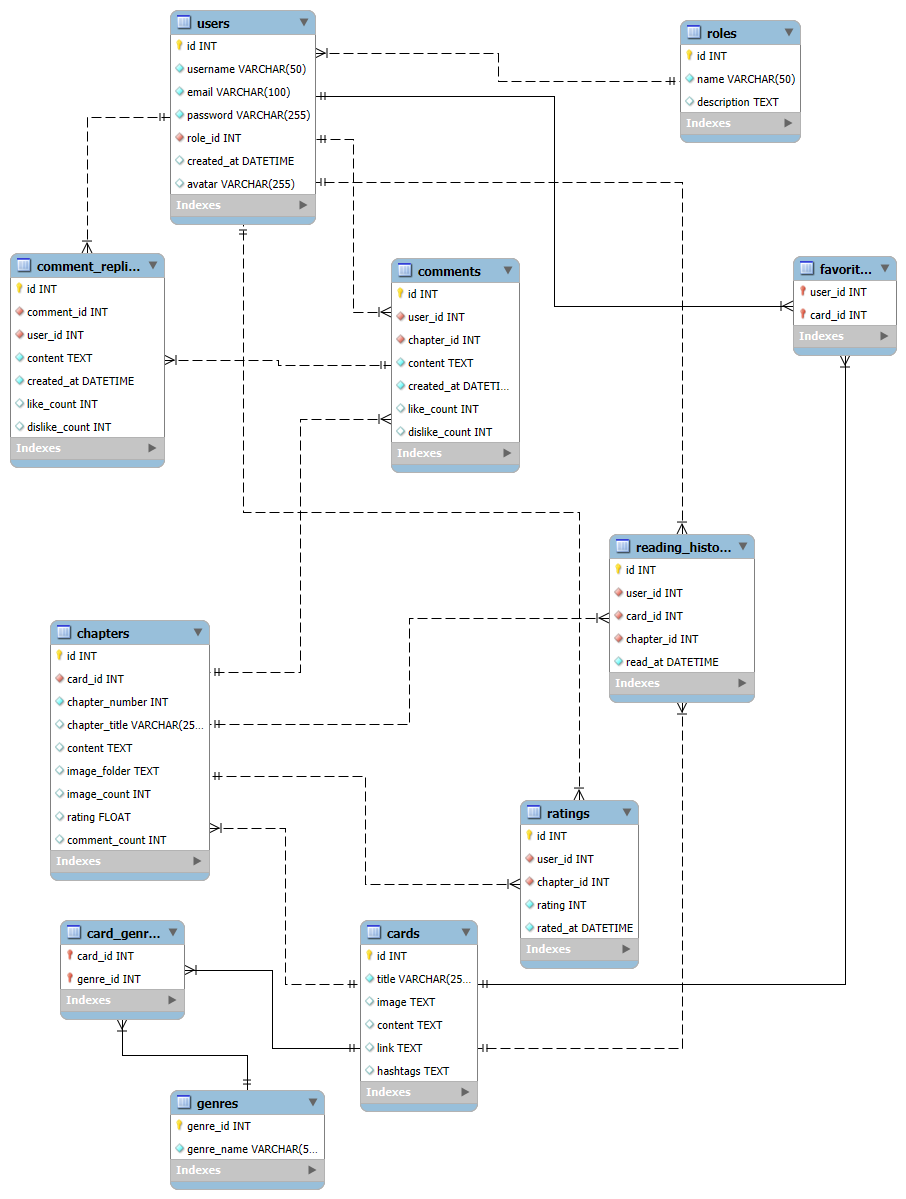 users
id INT
username VARCHAR(50)
email VARCHAR(100)
password VARCHAR(255)
role_id INT
created_at DATETIME
avatar VARCHAR(255)
Indexes
roles
id INT
name VARCHAR(50)
description TEXT
Indexes
comment_repli...
id INT
comment_id INT
user_id INT
content TEXT
created_at DATETIME
like_count INT
dislike_count INT
Indexes
comments
id INT
user_id INT
chapter_id INT
content TEXT
created_at DATETI...
like_count INT
dislike_count INT
Indexes
favorit...
user_id INT
card_id INT
Indexes
reading_histo...
id INT
user_id INT
card_id INT
chapter_id INT
read_at DATETIME
Indexes
chapters
id INT
card_id INT
chapter_number INT
chapter_title VARCHAR(25...
content TEXT
image_folder TEXT
image_count INT
rating FLOAT
comment_count INT
Indexes
ratings
id INT
user_id INT
chapter_id INT
rating INT
rated_at DATETIME
Indexes
card_genr...
card_id INT
genre_id INT
Indexes
cards
id INT
title VARCHAR(25...
image TEXT
content TEXT
link TEXT
hashtags TEXT
Indexes
genres
genre_id INT
genre_name VARCHAR(5...
Indexes